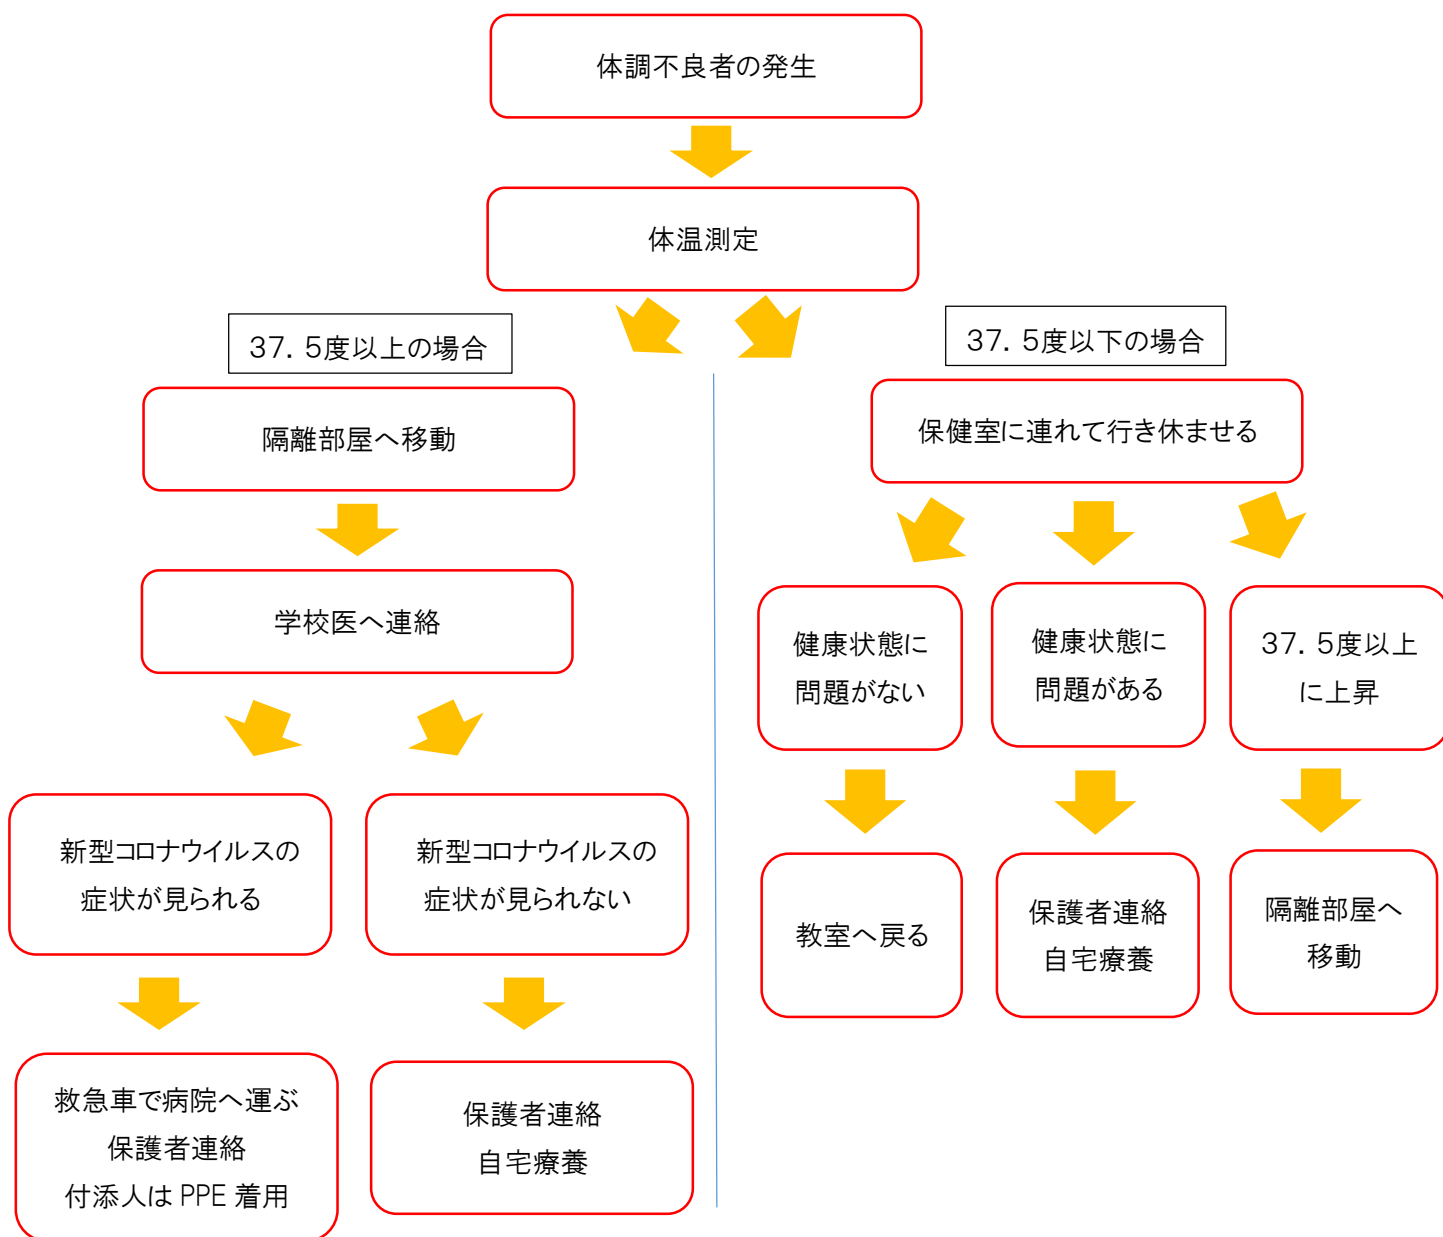 体調不良者の発生
体温測定
37．5度以上の場合
37．5度以下の場合
隔離部屋へ移動
保健室に連れて行き休ませる
学校医へ連絡
健康状態に
問題がない
健康状態に
問題がある
37．5度以上
に上昇
新型コロナウイルスの
症状が見られる
新型コロナウイルスの
症状が見られない
教室へ戻る
保護者連絡
自宅療養
隔離部屋へ
移動
救急車で病院へ運ぶ
保護者連絡
付添人は PPE 着用
保護者連絡
自宅療養